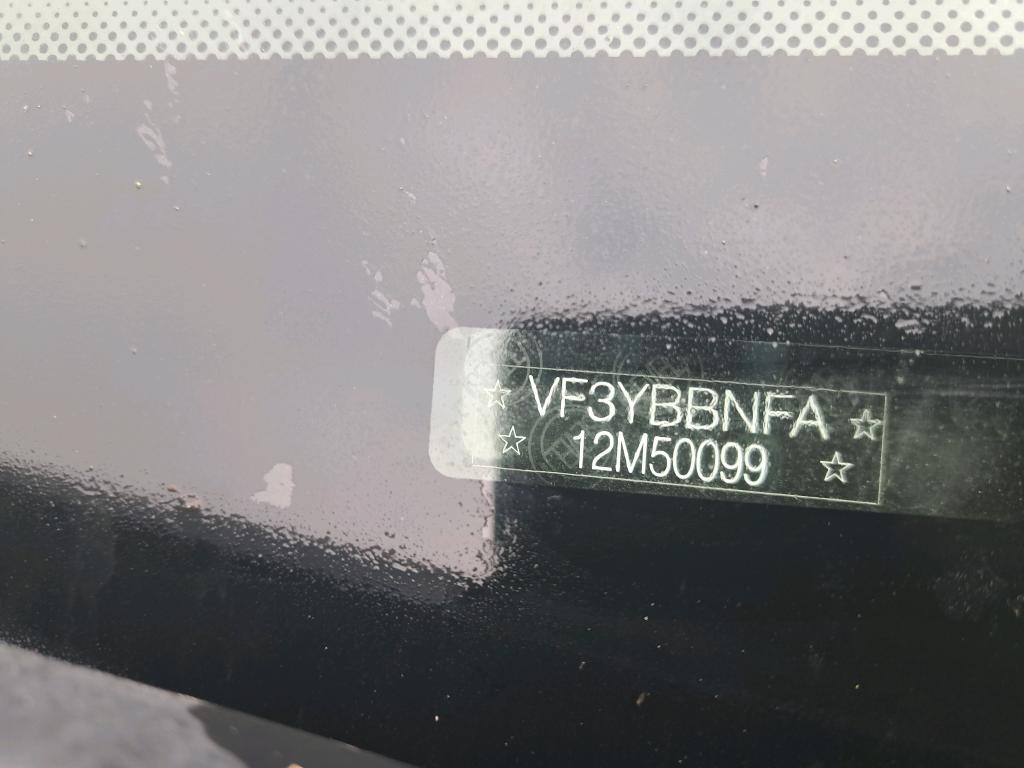 ☆ VF3YBBNFA ☆
☆ 12M50099 ☆